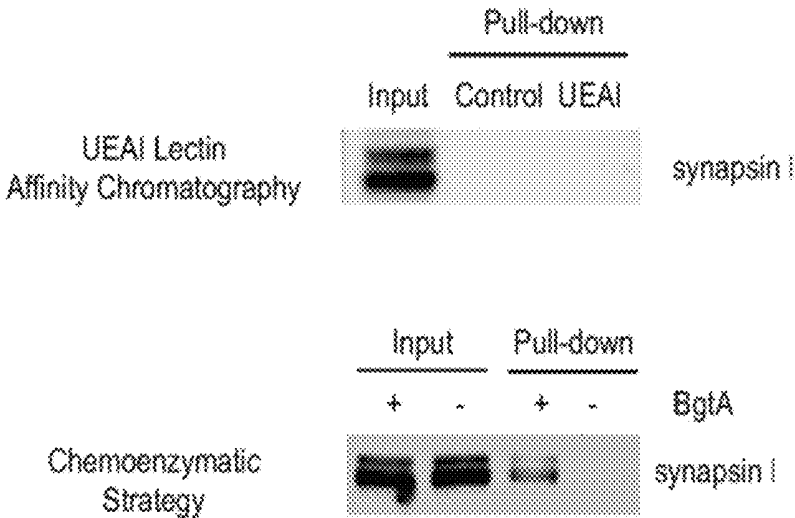 Pull-down
Input Control UEAI
UEAI Lectin
Affinity Chromatography
synapsin I
Input Pull-down
+ - + - BgtA
Chemoenzymatic
Strategy
synapsin I